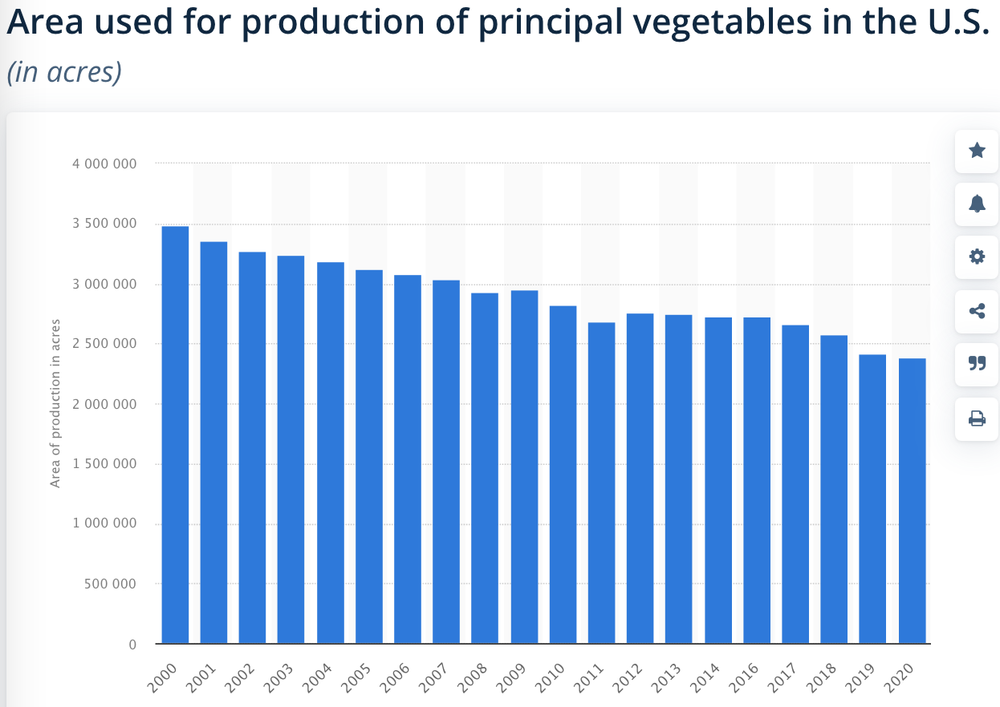 Area used for production of principal vegetables in the U.S.
(in acres)
4 000 000
3 500 000
3 000 000
2 500 000
2 000 000
1 500 000
1 000 000
500 000
0
Area of production in acres
2000
2001
2002
2003
2004
2005
2006
2007
2008
2009
2010
2011
2012
2013
2014
2016
2017
2018
2019
2020